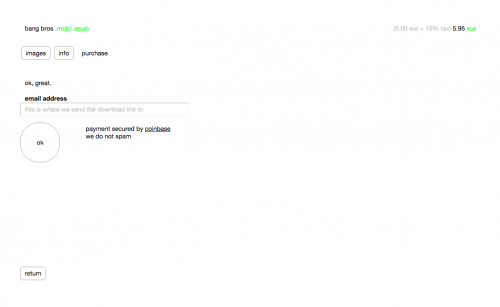 bang bros .mobi .epub
(5.00 eur + 19% tax) 5.95 eur
images info purchase
ok, great.
email address
this is where we send the download link to
ok
payment secured by coinbase
we do not spam
return